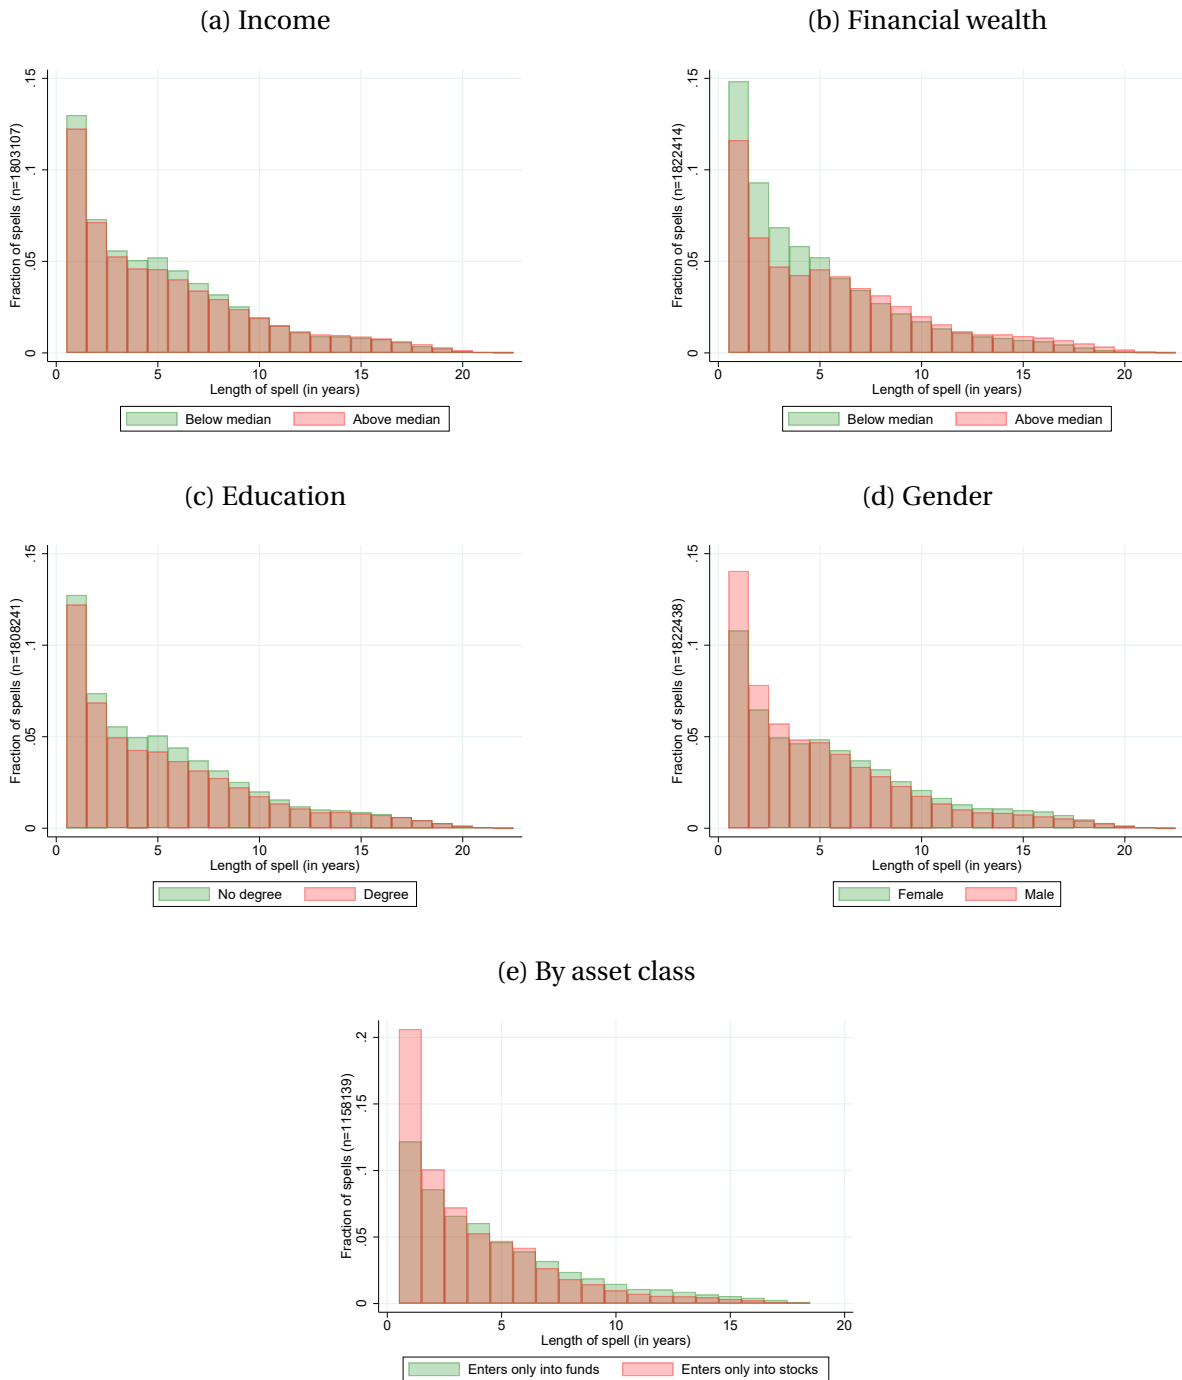 (a) Income
Fraction of spells (n=1803107)
.15
.1
.05
0
0 5 10 15 20
Length of spell (in years)
Below median Above median
(b) Financial wealth
Fraction of spells (n=1822414)
.15
.1
.05
0
0 5 10 15 20
Length of spell (in years)
Below median Above median
(c) Education
Fraction of spells (n=1808241)
.15
.1
.05
0
0 5 10 15 20
Length of spell (in years)
No degree Degree
(d) Gender
Fraction of spells (n=1822438)
.15
.1
.05
0
0 5 10 15 20
Length of spell (in years)
Female Male
(e) By asset class
Fraction of spells (n=1158139)
.2
.15
.1
.05
0
0 5 10 15 20
Length of spell (in years)
Enters only into funds Enters only into stocks